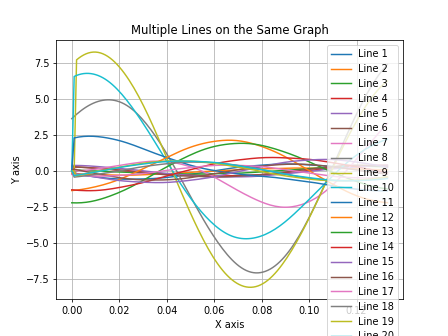 Multiple Lines on the Same Graph
Y axis
7.5
5.0
2.5
0.0
−2.5
−5.0
−7.5
0.00
0.02
0.04
0.06
0.08
0.10
X axis
Line 1
Line 2
Line 3
Line 4
Line 5
Line 6
Line 7
Line 8
Line 9
Line 10
Line 11
Line 12
Line 13
Line 14
Line 15
Line 16
Line 17
Line 18
Line 19
Line 20